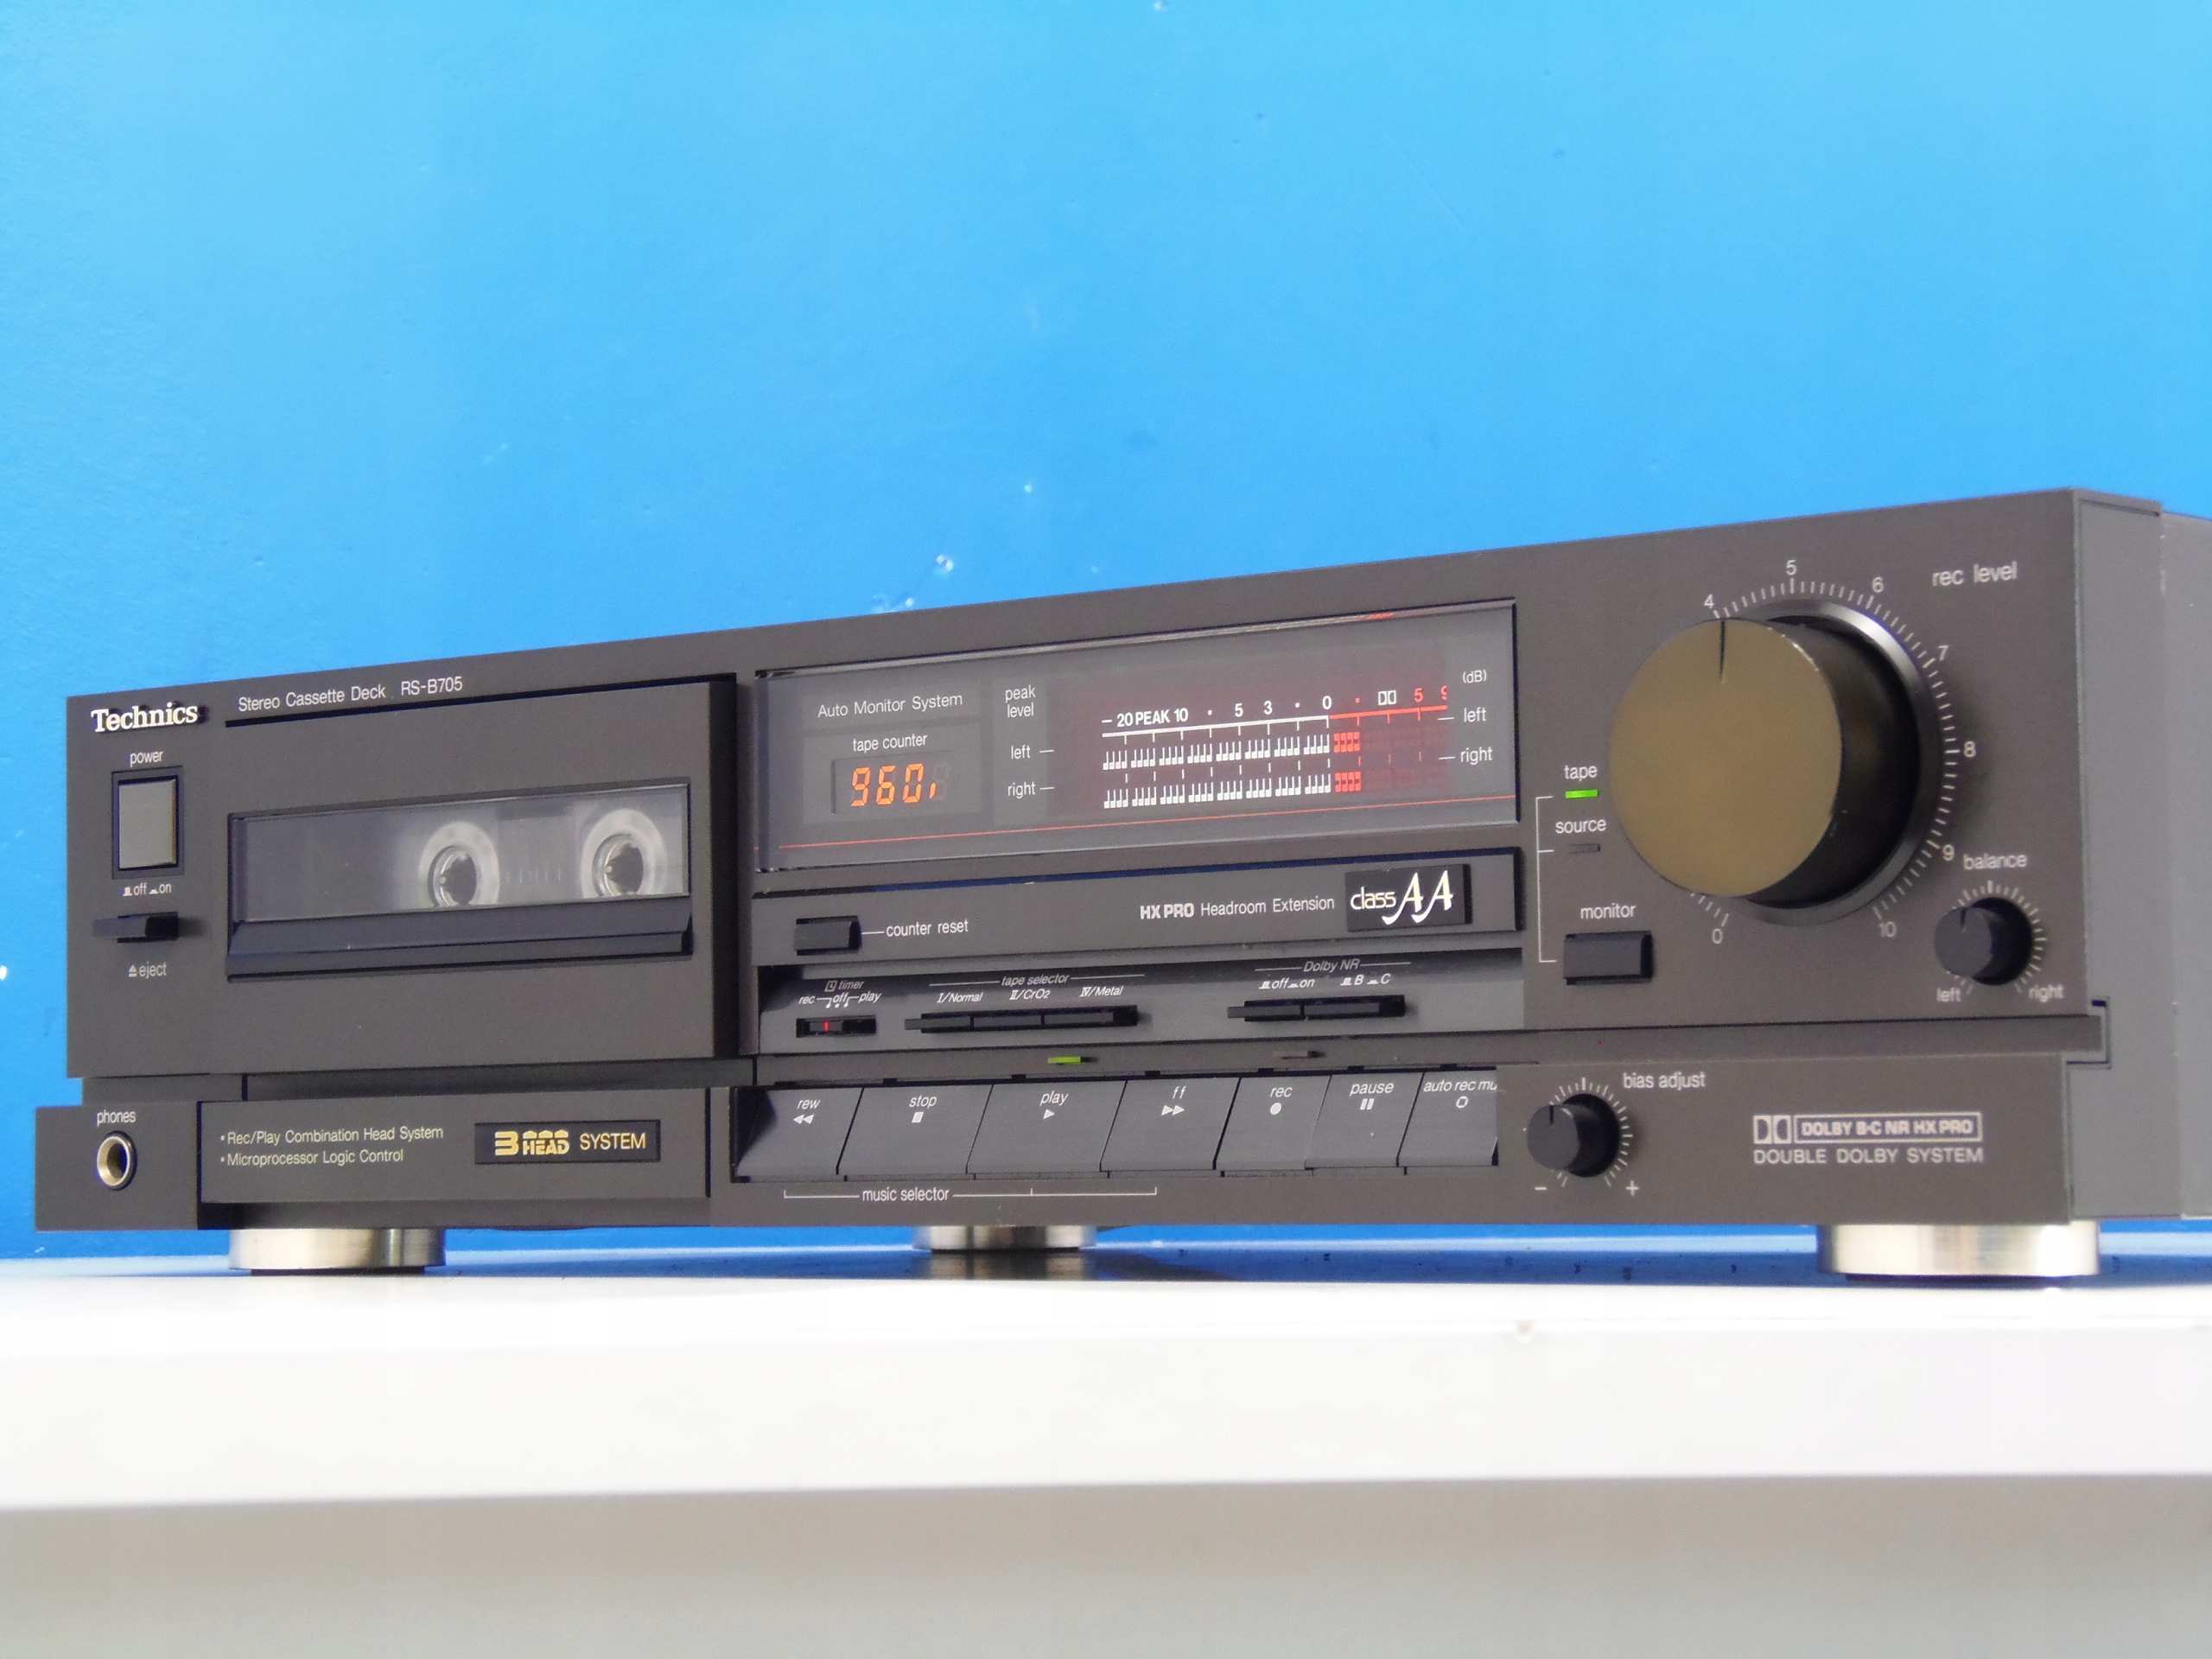 Technics
Stereo Cassette Deck RS-B705
power
off on
eject
phones
Rec/Play Combination Head System
Microprocessor Logic Control
3 HEAD SYSTEM
Auto Monitor System
tape counter
960
peak level
left
right
- 20 PEAK 10 · 5 3 · 0 · 5
(dB)
left
right
counter reset
HX PRO Headroom Extension
class AA
timer
rec off play
tape selector
I/Normal II/CrO2 IV/Metal
Dolby NR
off on B C
rew
stop
play
ff
rec
pause
auto rec mu
music selector
tape
source
monitor
rec level
0 4 5 6 7 8 9 10
balance
left right
bias adjust
- +
DOLBY B·C NR HX PRO
DOUBLE DOLBY SYSTEM